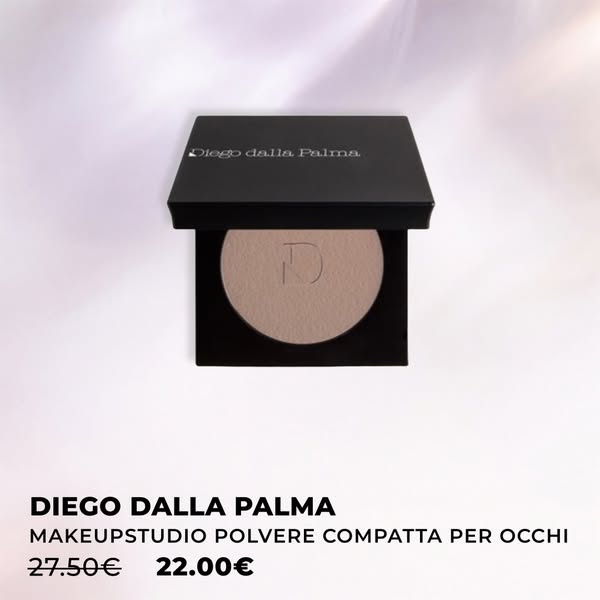 Diego dalla Palma
D
DIEGO DALLA PALMA
MAKEUPSTUDIO POLVERE COMPATTA PER OCCHI
27.50€ 22.00€